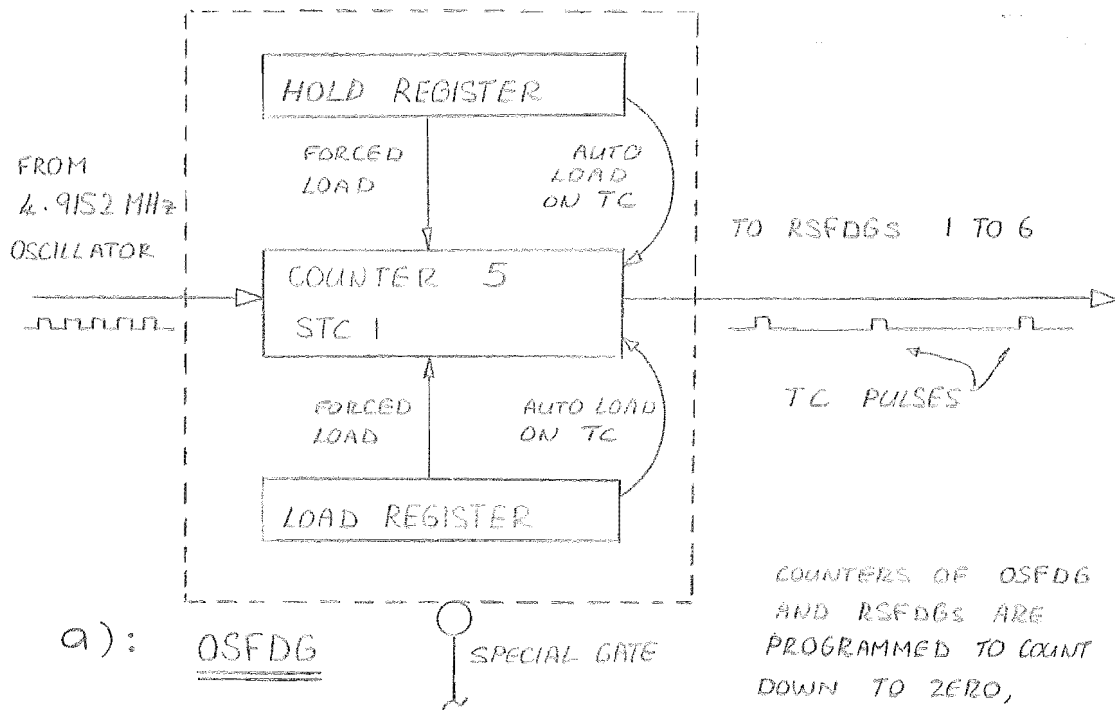 HOLD REGISTER
FORCED
LOAD
AUTO
LOAD
ON TC
FROM
4.9152 MHz
OSCILLATOR
TO RSFDGs 1 TO 6
COUNTER 5
STC 1
TC PULSES
FORCED
LOAD
AUTO LOAD
ON TC
LOAD REGISTER
a): OSFDG
SPECIAL GATE
COUNTERS OF OSFDG
AND RSFDGs ARE
PROGRAMMED TO COUNT
DOWN TO ZERO,